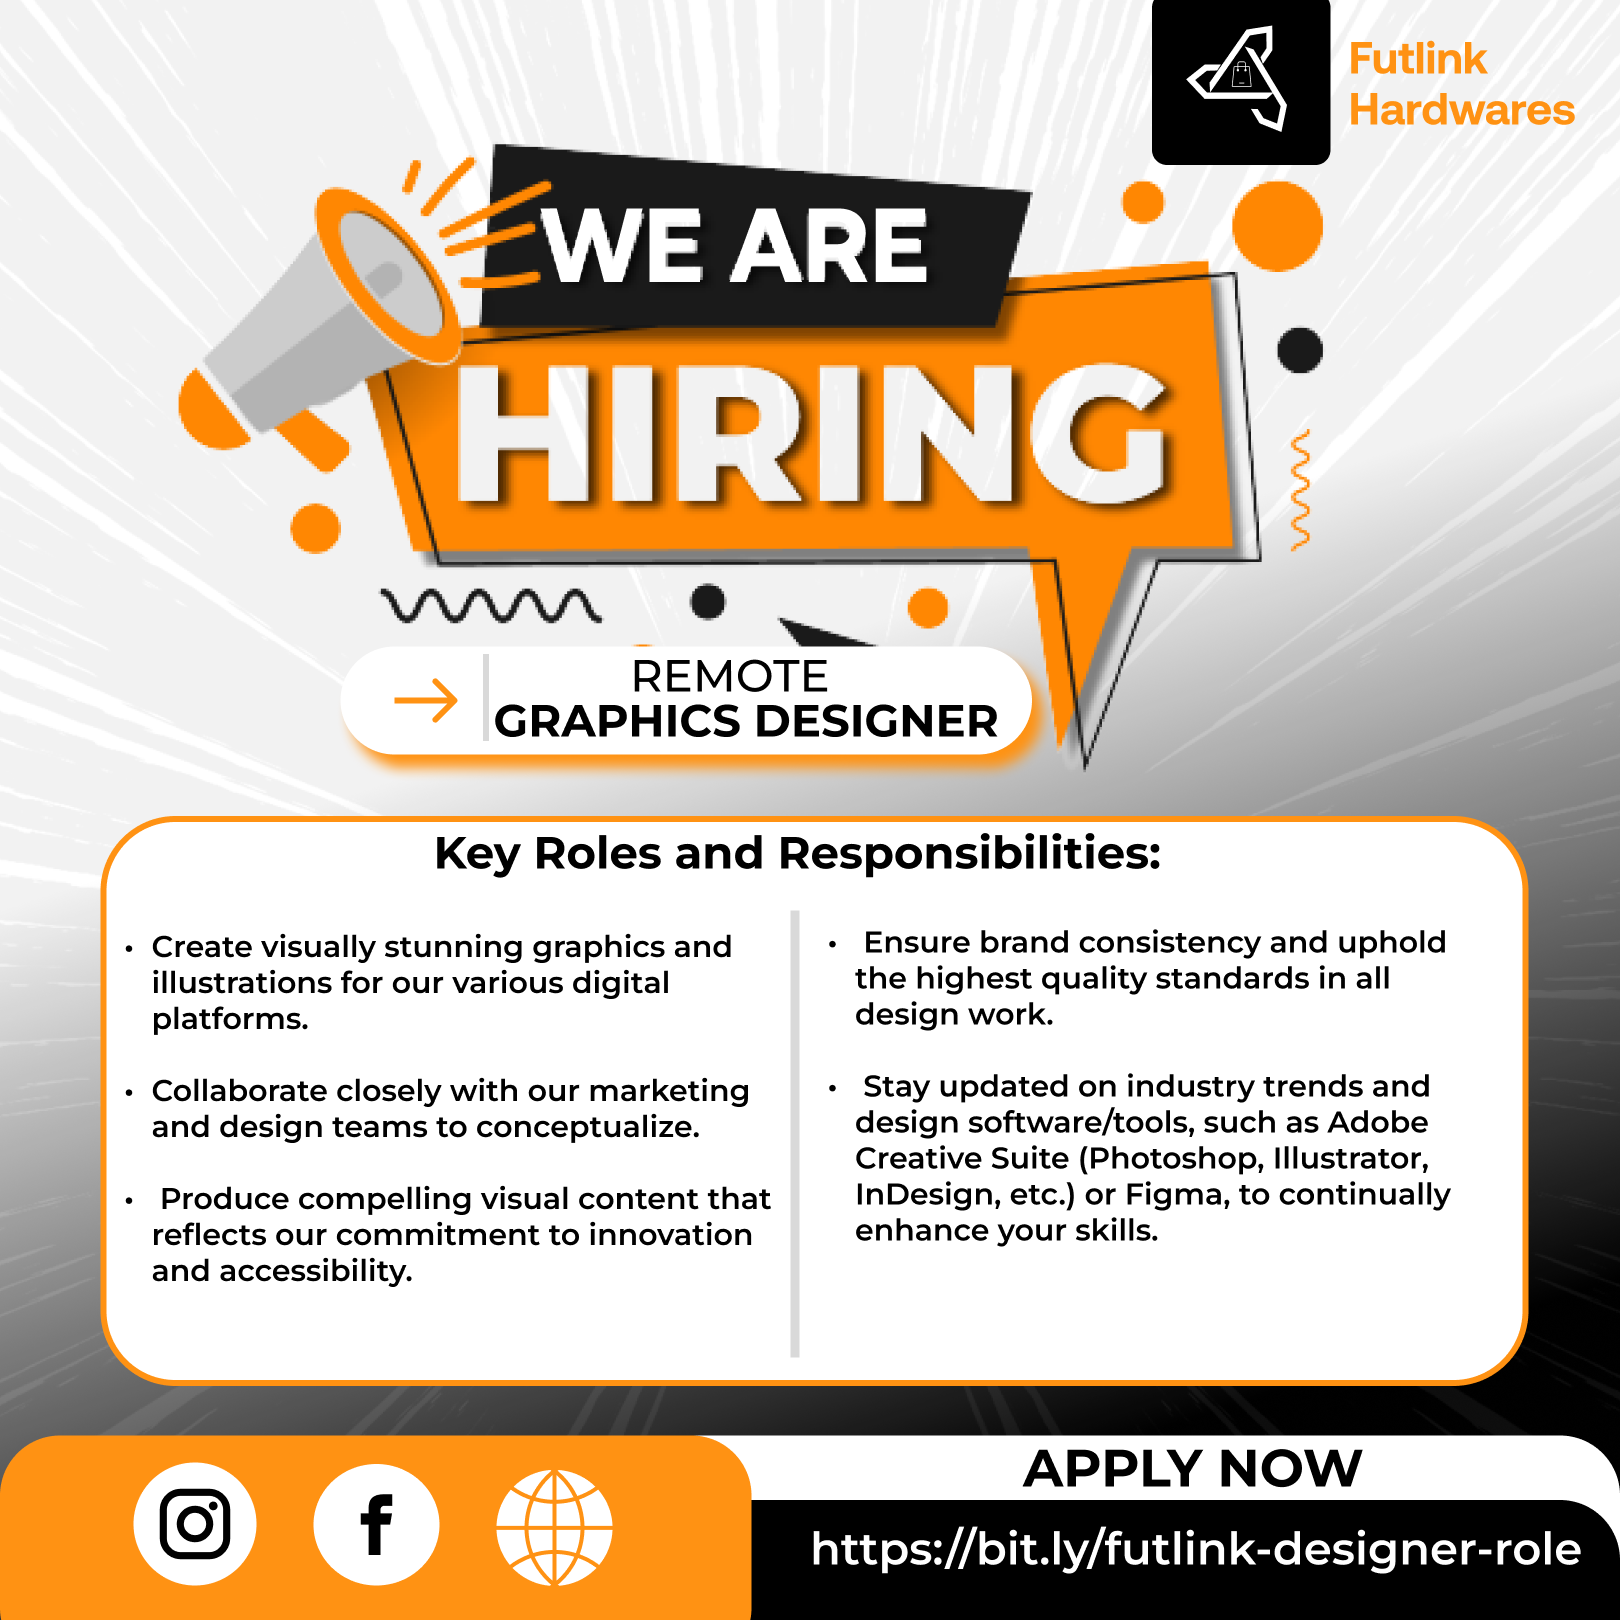 Futlink
Hardwares
WE ARE
HIRING
REMOTE
GRAPHICS DESIGNER
Key Roles and Responsibilities:
• Create visually stunning graphics and
illustrations for our various digital
platforms.
• Collaborate closely with our marketing
and design teams to conceptualize.
• Produce compelling visual content that
reflects our commitment to innovation
and accessibility.
• Ensure brand consistency and uphold
the highest quality standards in all
design work.
• Stay updated on industry trends and
design software/tools, such as Adobe
Creative Suite (Photoshop, Illustrator,
InDesign, etc.) or Figma, to continually
enhance your skills.
APPLY NOW
https://bit.ly/futlink-designer-role